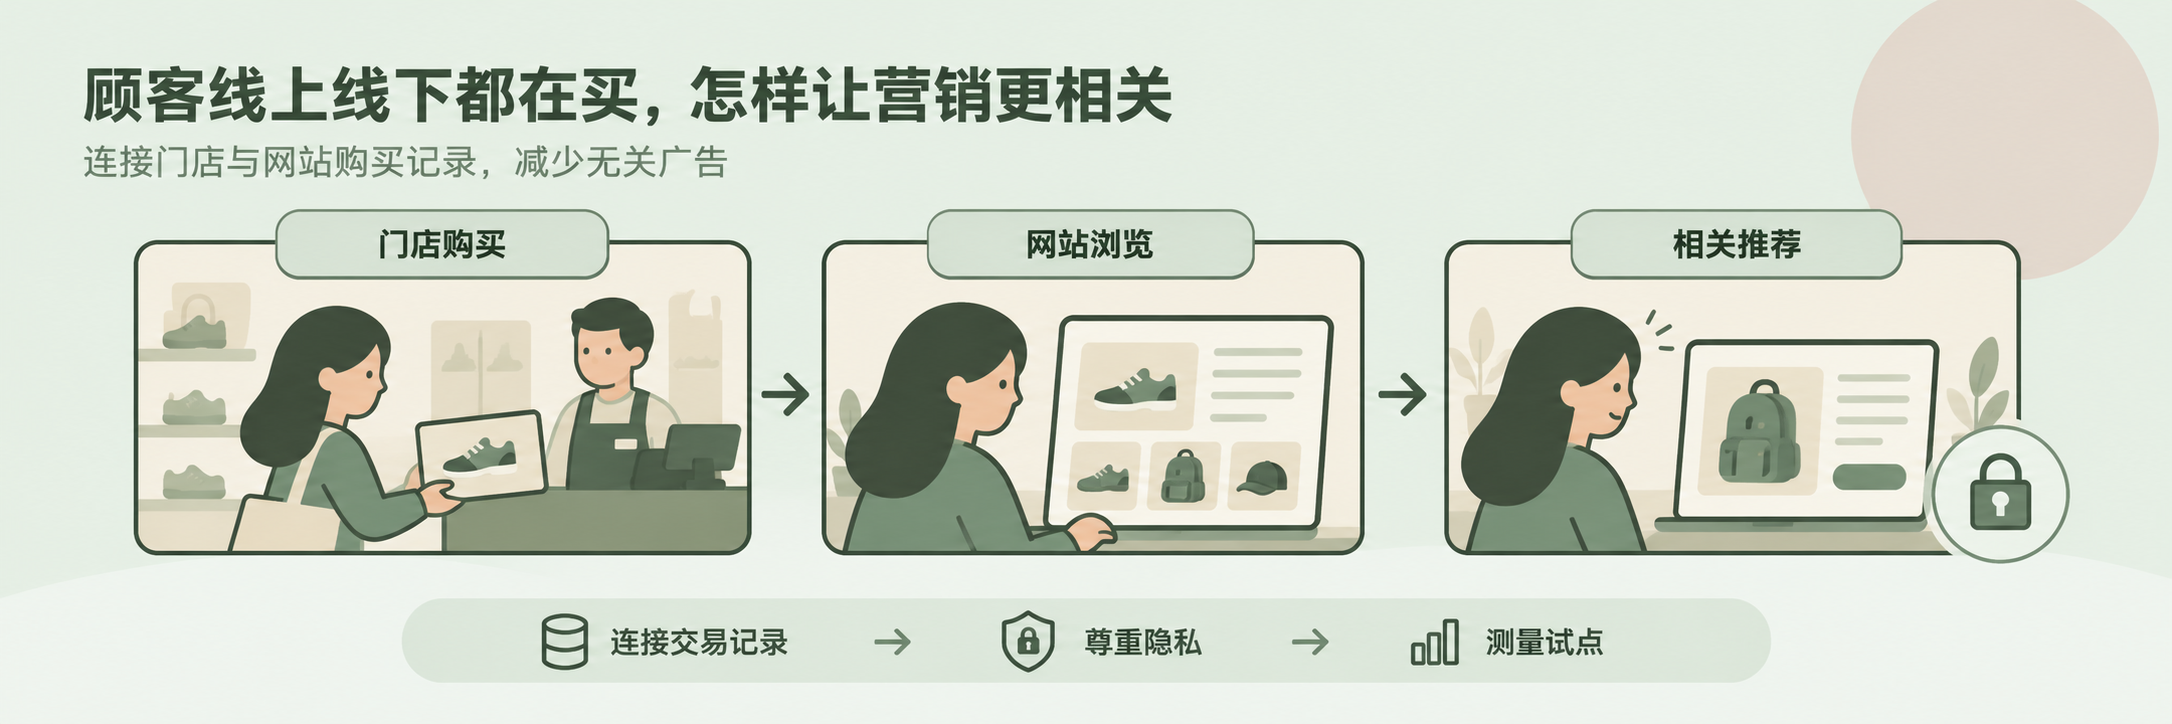 顾客线上线下都在买，怎样让营销更相关
连接门店与网站购买记录，减少无关广告
门店购买
网站浏览
相关推荐
连接交易记录
尊重隐私
测量试点